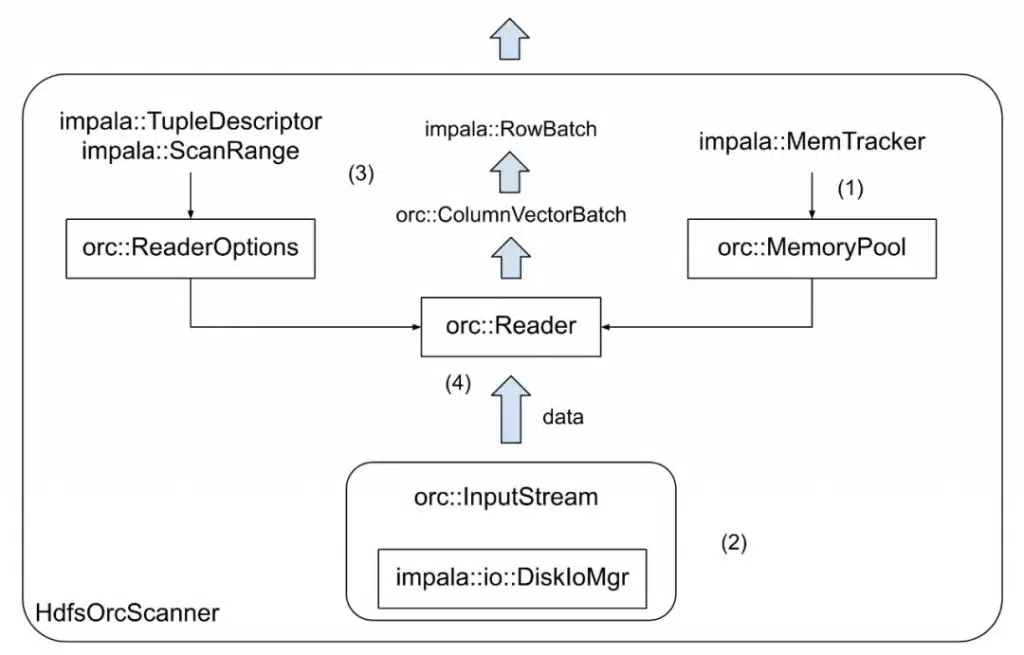 impala::TupleDescriptor
impala::ScanRange
(3)
impala::RowBatch
impala::MemTracker
(1)
orc::ColumnVectorBatch
orc::ReaderOptions
orc::MemoryPool
orc::Reader
(4)
data
orc::InputStream
(2)
impala::io::DiskIoMgr
HdfsOrcScanner